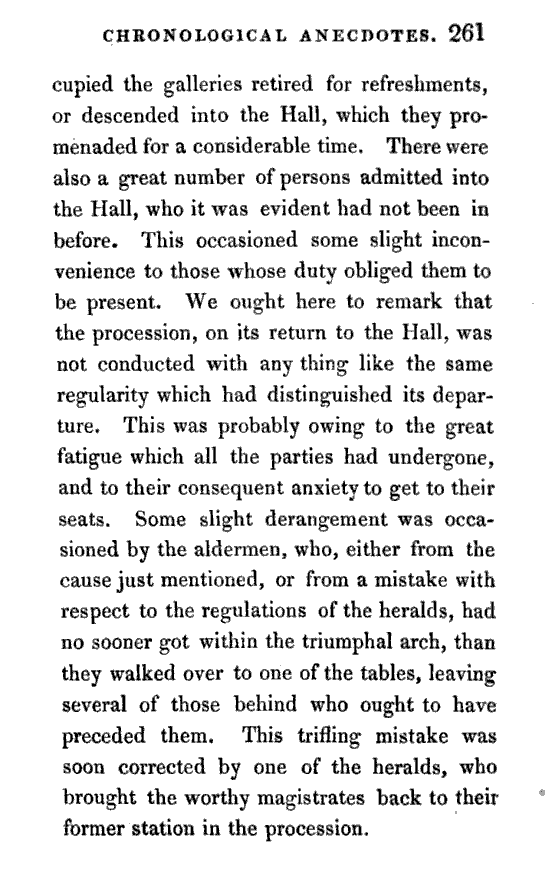 CHRONOLOGICAL ANECDOTES. 261
cupied the galleries retired for refreshments,
or descended into the Hall, which they pro-
menaded for a considerable time. There were
also a great number of persons admitted into
the Hall, who it was evident had not been in
before. This occasioned some slight incon-
venience to those whose duty obliged them to
be present. We ought here to remark that
the procession, on its return to the Hall, was
not conducted with any thing like the same
regularity which had distinguished its depar-
ture. This was probably owing to the great
fatigue which all the parties had undergone,
and to their consequent anxiety to get to their
seats. Some slight derangement was occa-
sioned by the aldermen, who, either from the
cause just mentioned, or from a mistake with
respect to the regulations of the heralds, had
no sooner got within the triumphal arch, than
they walked over to one of the tables, leaving
several of those behind who ought to have
preceded them. This trifling mistake was
soon corrected by one of the heralds, who
brought the worthy magistrates back to their
former station in the procession.